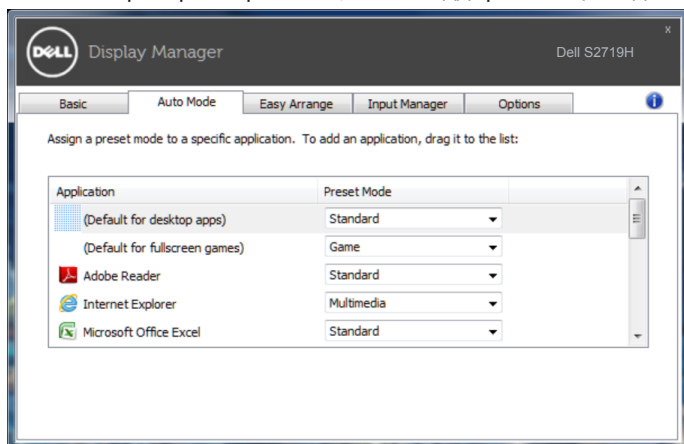 DELL Display Manager
x
Dell S2719H
Basic Auto Mode Easy Arrange Input Manager Options
Assign a preset mode to a specific application. To add an application, drag it to the list:
Application Preset Mode
(Default for desktop apps) Standard
(Default for fullscreen games) Game
Adobe Reader Standard
Internet Explorer Multimedia
Microsoft Office Excel Standard